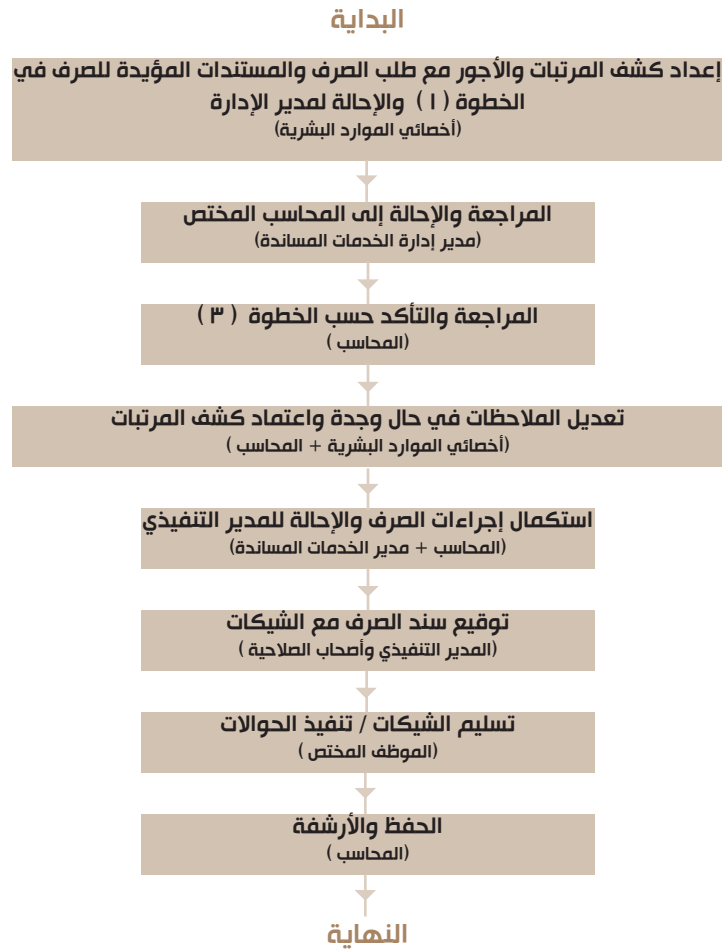 البداية
إعداد كشف المرتبات والأجور مع طلب الصرف والمستندات المؤيدة للصرف في
الخطوة (١) والإحالة لمدير الإدارة
(أخصائي الموارد البشرية)
المراجعة والإحالة إلى المحاسب المختص
(مدير إدارة الخدمات المساندة)
المراجعة والتأكد حسب الخطوة (٣)
(المحاسب)
تعديل الملاحظات في حال وجدة واعتماد كشف المرتبات
(أخصائي الموارد البشرية + المحاسب)
استكمال إجراءات الصرف والإحالة للمدير التنفيذي
(المحاسب + مدير الخدمات المساندة)
توقيع سند الصرف مع الشيكات
(المدير التنفيذي وأصحاب الصلاحية)
تسليم الشيكات / تنفيذ الحوالات
(الموظف المختص)
الحفظ والأرشفة
(المحاسب)
النهاية